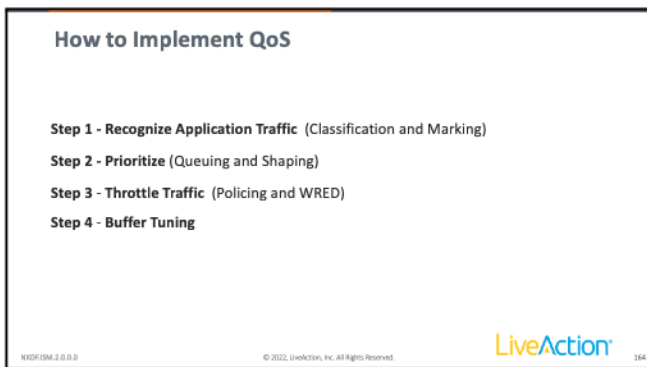 How to Implement QoS
Step 1 - Recognize Application Traffic (Classification and Marking)
Step 2 - Prioritize (Queuing and Shaping)
Step 3 - Throttle Traffic (Policing and WRED)
Step 4 - Buffer Tuning
LiveAction
NXDF.ISM.2.0.0.0
© 2022, LiveAction, Inc. All Rights Reserved.
164